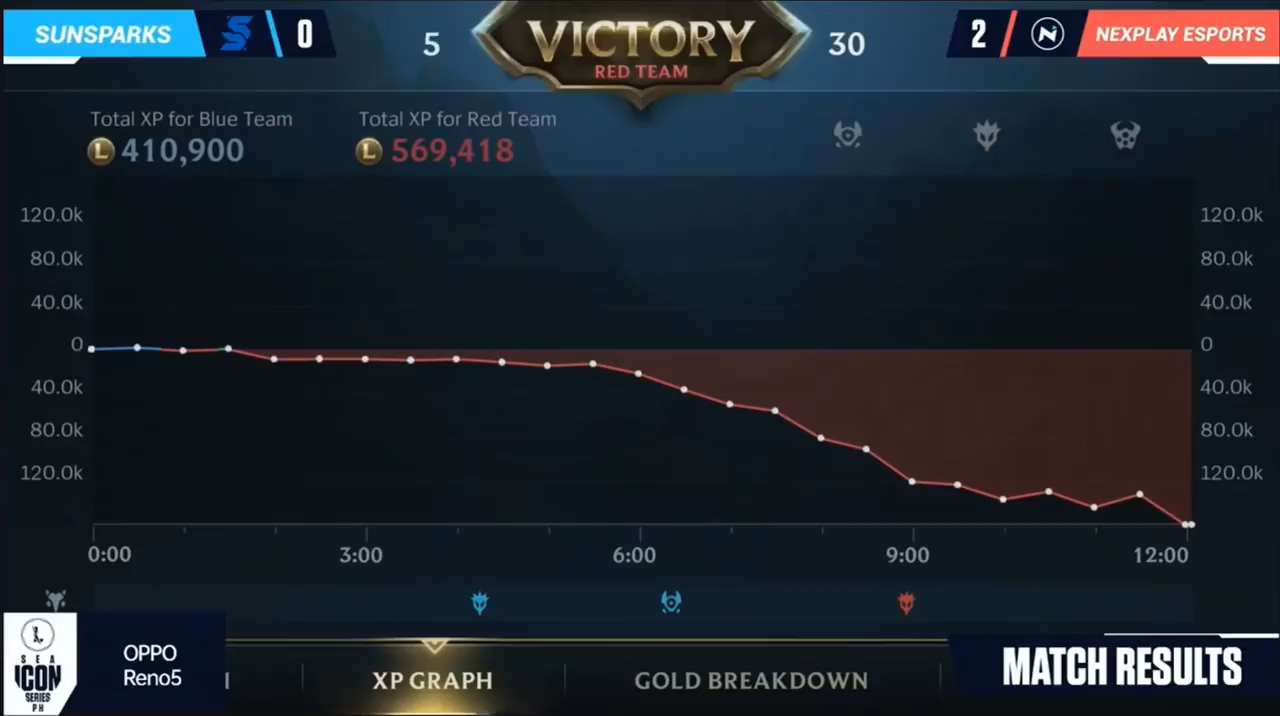 SUNSPARKS
0
5
VICTORY
RED TEAM
30
2
N
NEXPLAY ESPORTS
Total XP for Blue Team
L 410,900
Total XP for Red Team
L 569,418
120.0k
120.0k
80.0k
80.0k
40.0k
40.0k
0
0
40.0k
40.0k
80.0k
80.0k
120.0k
120.0k
0:00
3:00
6:00
9:00
12:00
SEA
ICON
SERIES
PH
OPPO
Reno5
XP GRAPH
GOLD BREAKDOWN
MATCH RESULTS